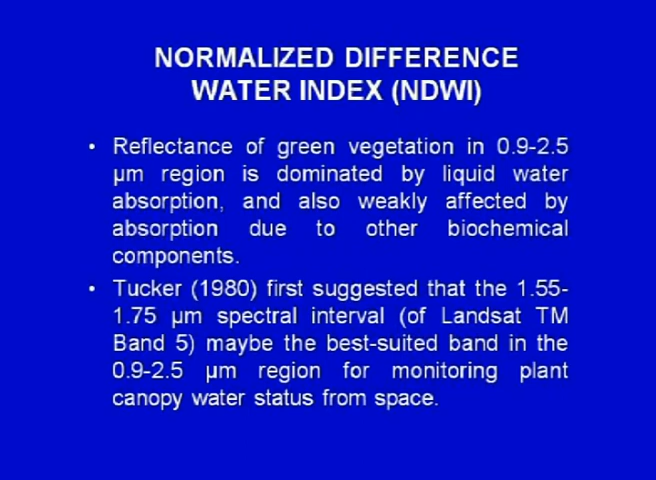 NORMALIZED DIFFERENCE
WATER INDEX (NDWI)
• Reflectance of green vegetation in 0.9-2.5
µm region is dominated by liquid water
absorption, and also weakly affected by
absorption due to other biochemical
components.
• Tucker (1980) first suggested that the 1.55-
1.75 µm spectral interval (of Landsat TM
Band 5) maybe the best-suited band in the
0.9-2.5 µm region for monitoring plant
canopy water status from space.